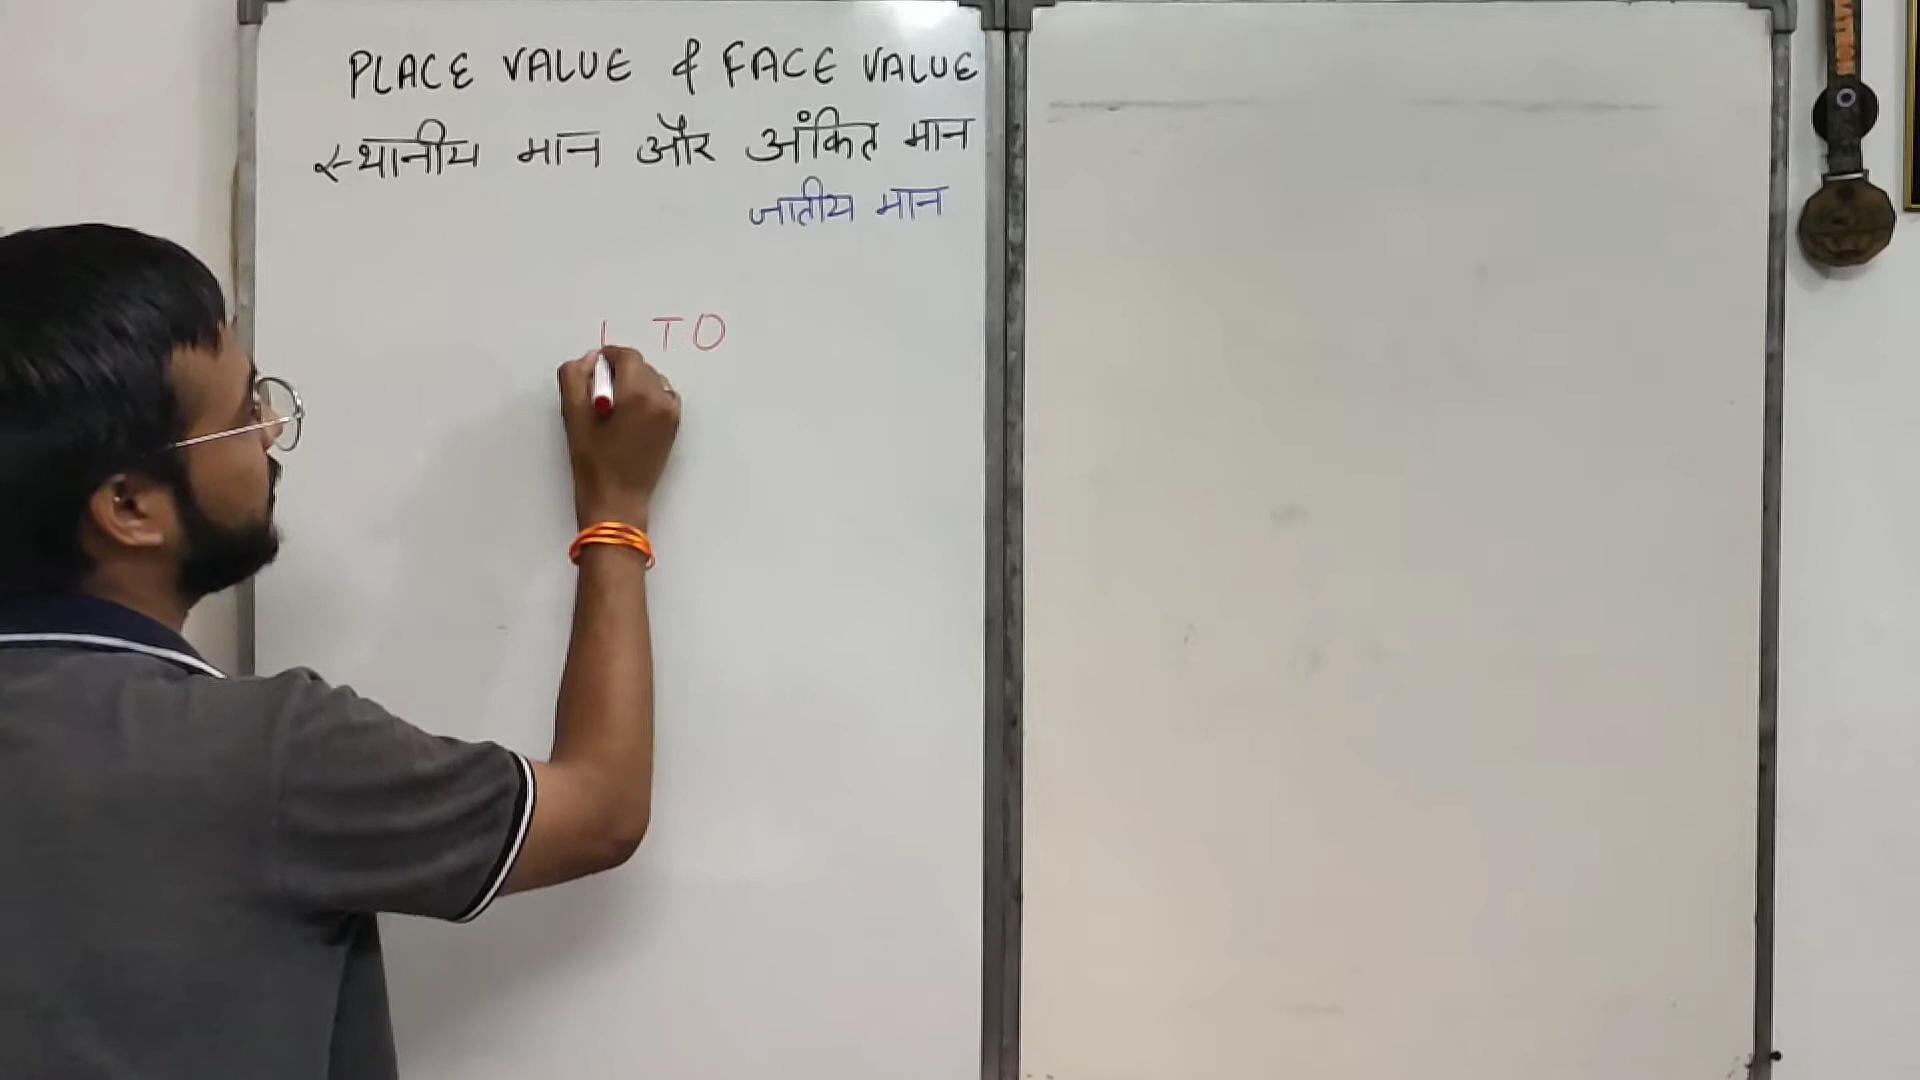 PLACE VALUE & FACE VALUE
स्थानीय मान और अंकित मान
जातीय मान
T O